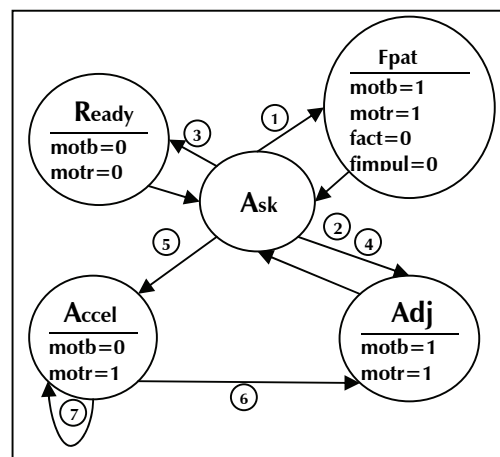 Fpat
motb=1
motr=1
fact=0
fimpul=0
Ready
motb=0
motr=0
3
1
Ask
5
2
4
Accel
motb=0
motr=1
Adj
motb=1
motr=1
6
7